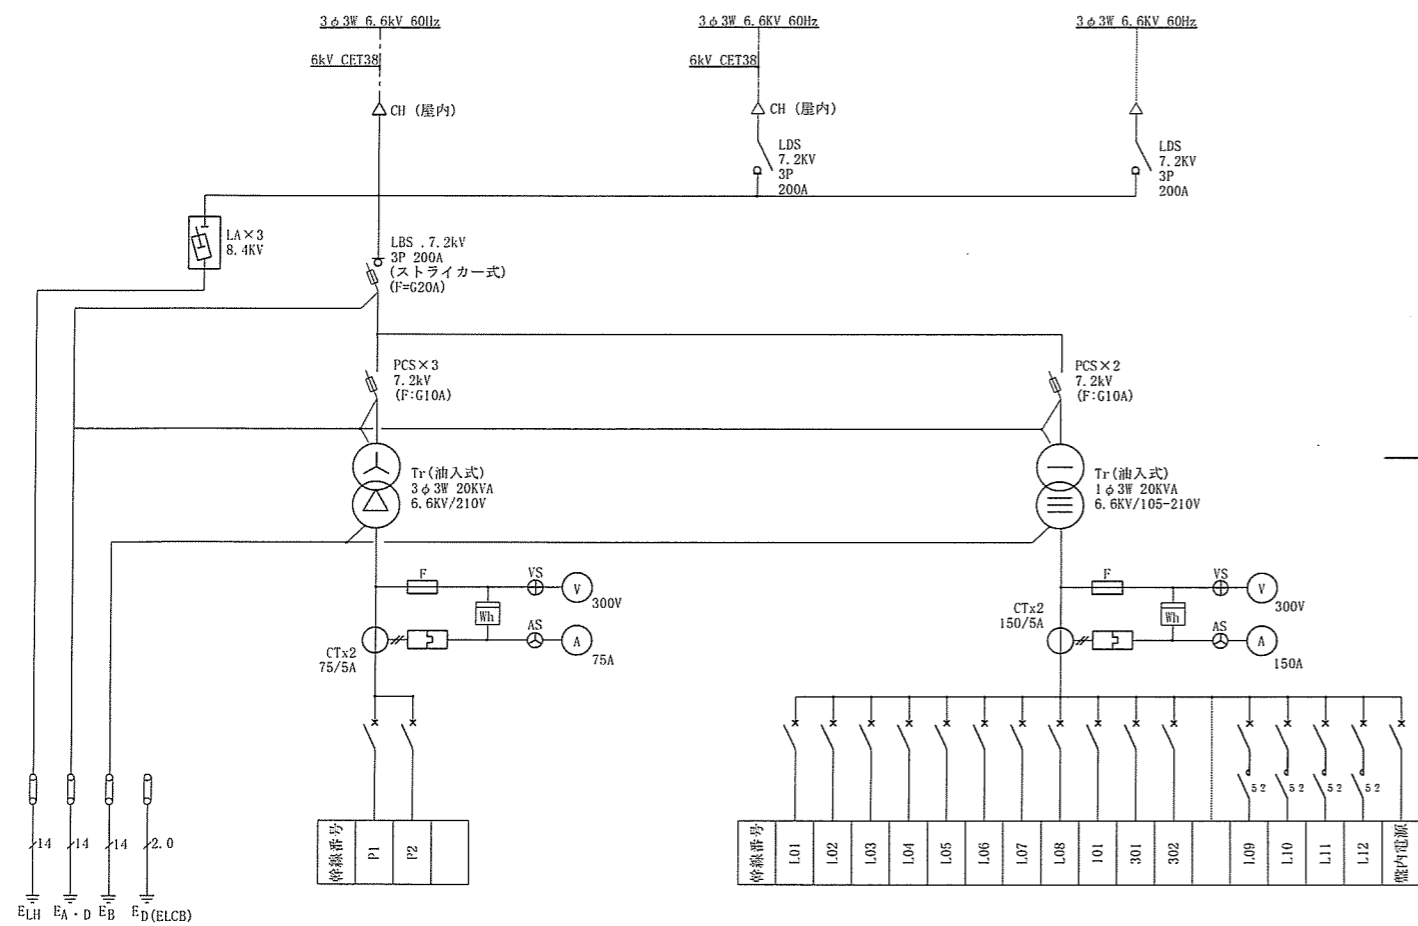 3φ3W 6.6kV 60Hz
3φ3W 6.6KV 60Hz
3φ3W 6.6KV 60Hz
6kV CET38
6kV CET38
CH (屋内)
CH (屋内)
LDS
7.2KV
3P
200A
LDS
7.2KV
3P
200A
LA×3
8.4KV
LBS .7.2kV
3P 200A
(ストライカー式)
(F=G20A)
PCS×3
7.2kV
(F:G10A)
PCS×2
7.2kV
(F:G10A)
Tr(油入式)
3φ3W 20KVA
6.6KV/210V
Tr(油入式)
1φ3W 20KVA
6.6KV/105-210V
F
VS
V
300V
Wh
AS
A
75A
CTx2
75/5A
F
VS
V
300V
Wh
AS
A
150A
CTx2
150/5A
52
52
52
52
幹線番号
P1
P2
幹線番号
L01
L02
L03
L04
L05
L06
L07
L08
101
301
302
L09
L10
L11
L12
盤内電源
14
14
14
2.0
ELH
EA・D
EB
ED(ELCB)